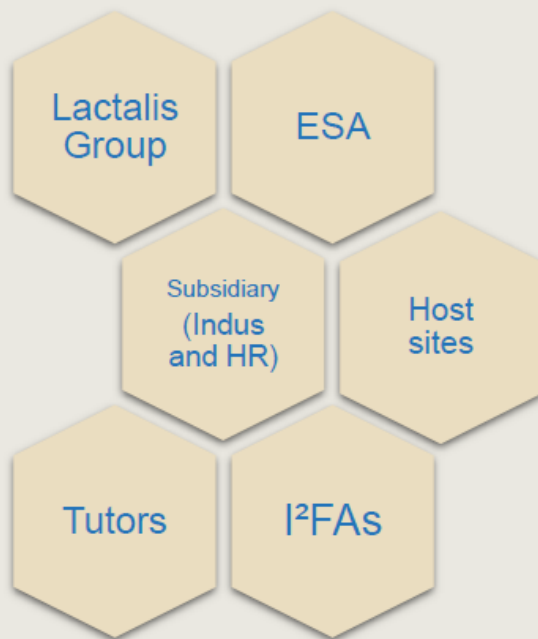 Lactalis
Group
ESA
Subsidiary
(Indus
and HR)
Host
sites
Tutors
I²FAs